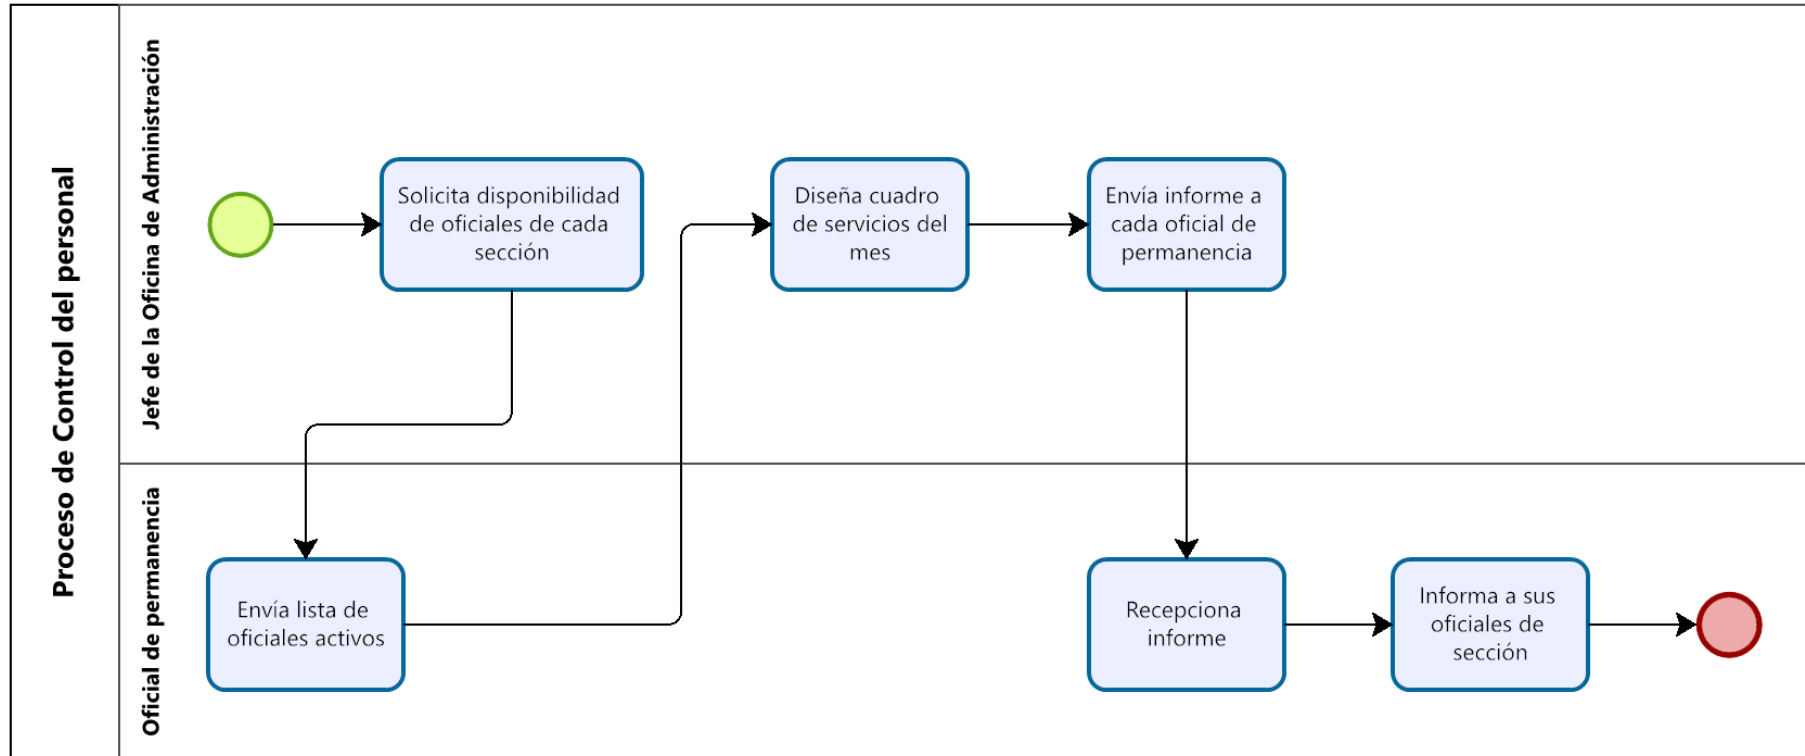 Proceso de Control del personal
Jefe de la Oficina de Administración
Solicita disponibilidad
de oficiales de cada
sección
Diseña cuadro
de servicios del
mes
Envía informe a
cada oficial de
permanencia
Oficial de permanencia
Envía lista de
oficiales activos
Recepciona
informe
Informa a sus
oficiales de
sección